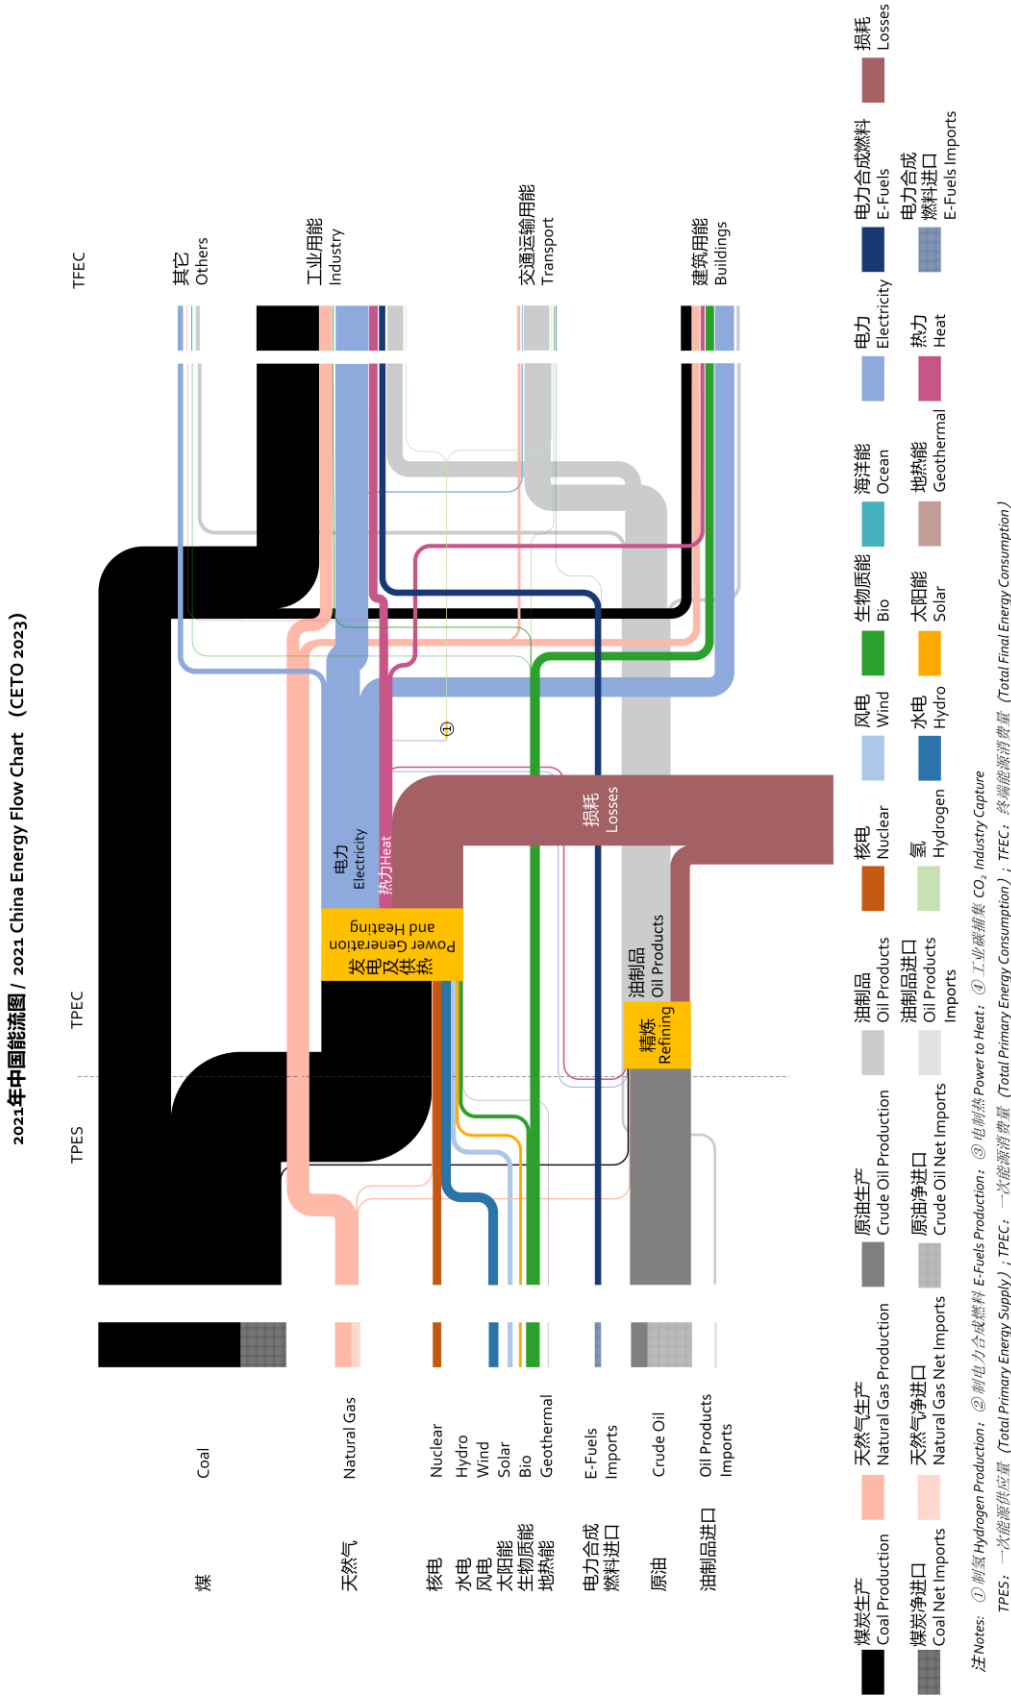 2021年中国能流图 / 2021 China Energy Flow Chart (CETO 2023)
TPES
TPEC
TFEC
煤
Coal
天然气
Natural Gas
核电
Nuclear
水电
Hydro
风电
Wind
太阳能
Solar
生物质能
Bio
地热能
Geothermal
电力合成
燃料进口
E-Fuels
Imports
原油
Crude Oil
油制品进口
Oil Products
Imports
发电及供热
Power Generation
and Heating
电力
Electricity
热力Heat
①
损耗
Losses
精炼
Refining
油制品
Oil Products
其它
Others
工业用能
Industry
交通运输用能
Transport
建筑用能
Buildings
煤炭生产
Coal Production
天然气生产
Natural Gas Production
原油生产
Crude Oil Production
油制品
Oil Products
核电
Nuclear
风电
Wind
生物质能
Bio
海洋能
Ocean
电力
Electricity
电力合成燃料
E-Fuels
损耗
Losses
煤炭净进口
Coal Net Imports
天然气净进口
Natural Gas Net Imports
原油净进口
Crude Oil Net Imports
油制品进口
Oil Products
Imports
氢
Hydrogen
水电
Hydro
太阳能
Solar
地热能
Geothermal
热力
Heat
电力合成
燃料进口
E-Fuels Imports
注Notes: ①制氢Hydrogen Production; ②制电力合成燃料 E-Fuels Production; ③电制热Power to Heat; ④工业碳捕集 CO₂ Industry Capture
TPES: 一次能源供应量 (Total Primary Energy Supply) ; TPEC: 一次能源消费量 (Total Primary Energy Consumption) ; TFEC: 终端能源消费量 (Total Final Energy Consumption)